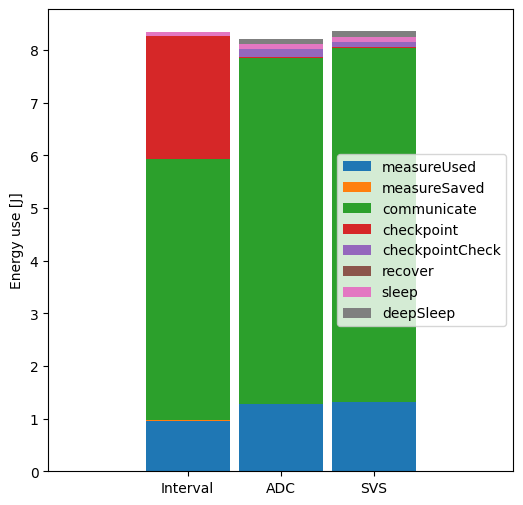 8
7
6
5
4
3
2
1
0
Energy use [J]
measureUsed
measureSaved
communicate
checkpoint
checkpointCheck
recover
sleep
deepSleep
Interval ADC SVS